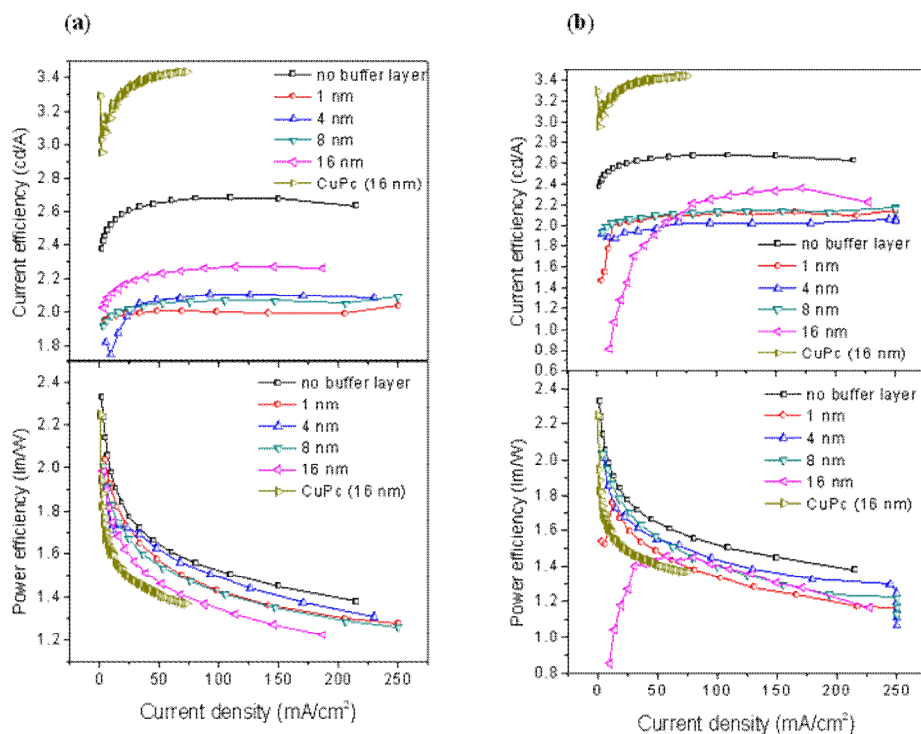 (a)
(b)
3.4
3.2
3.0
2.8
2.6
2.4
2.2
2.0
1.8
Current efficiency (cd/A)
no buffer layer
1 nm
4 nm
8 nm
16 nm
CuPc (16 nm)
2.4
2.2
2.0
1.8
1.6
1.4
1.2
Power efficiency (lm/W)
no buffer layer
1 nm
4 nm
8 nm
16 nm
CuPc (16 nm)
0 50 100 150 200 250
Current density (mA/cm²)
3.4
3.2
3.0
2.8
2.6
2.4
2.2
2.0
1.8
1.6
1.4
1.2
1.0
0.8
0.6
Current efficiency (cd/A)
no buffer layer
1 nm
4 nm
8 nm
16 nm
CuPc (16 nm)
2.4
2.2
2.0
1.8
1.6
1.4
1.2
1.0
0.8
Power efficiency (lm/W)
no buffer layer
1 nm
4 nm
8 nm
16 nm
CuPc (16 nm)
0 50 100 150 200 250
Current density (mA/cm²)